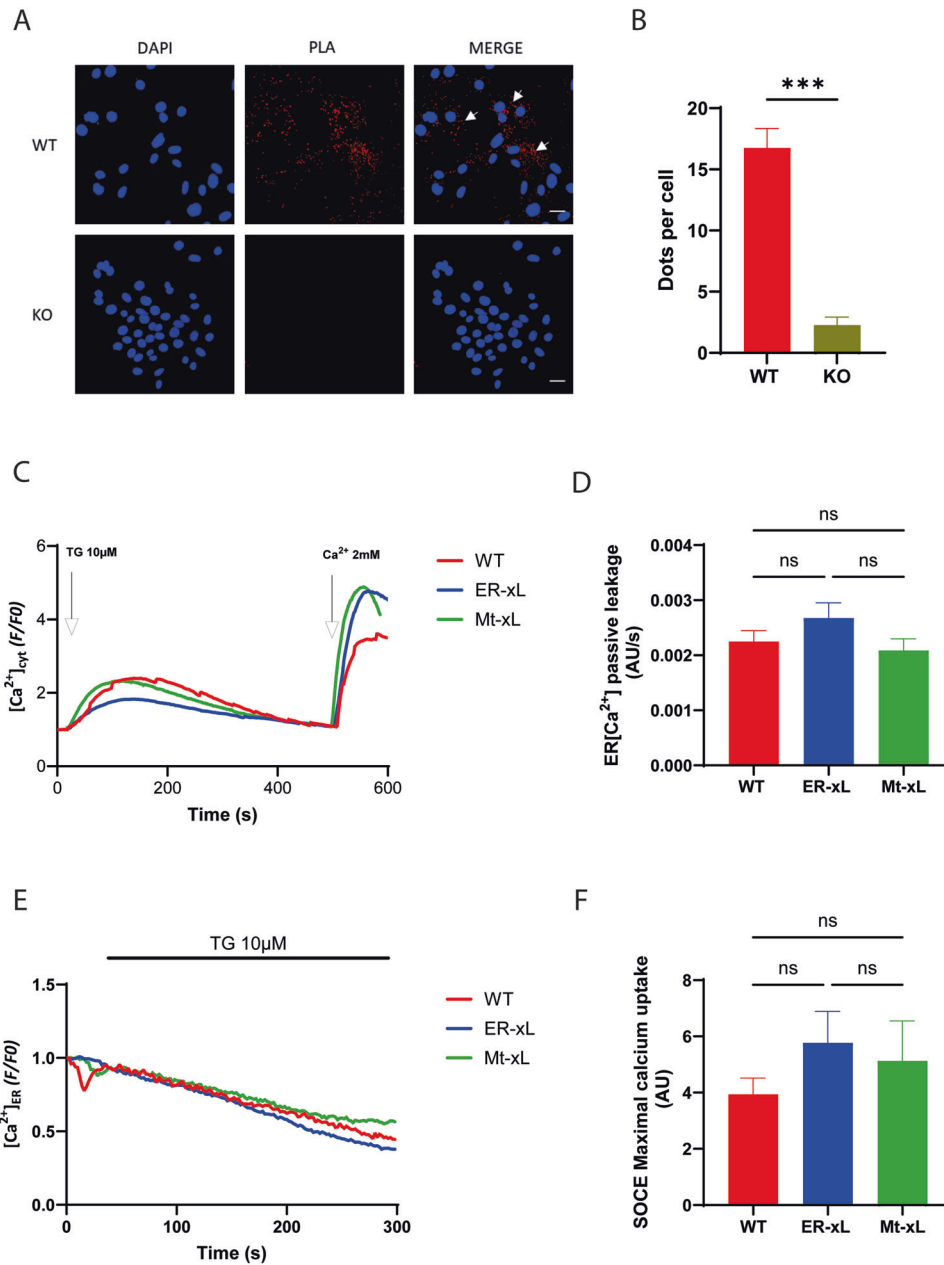 A
DAPI PLA MERGE
WT
KO
B
***
20
15
10
5
0
Dots per cell
WT KO
C
6
4
2
0
[Ca²⁺]cyt (F/F0)
TG 10µM
Ca²⁺ 2mM
0 200 400 600
Time (s)
WT
ER-xL
Mt-xL
D
ns
ns ns
0.004
0.003
0.002
0.001
0.000
ER[Ca²⁺] passive leakage
(AU/s)
WT ER-xL Mt-xL
E
TG 10µM
1.5
1.0
0.5
0.0
[Ca²⁺]ER (F/F0)
0 100 200 300
Time (s)
WT
ER-xL
Mt-xL
F
ns
ns ns
8
6
4
2
0
SOCE Maximal calcium uptake
(AU)
WT ER-xL Mt-xL